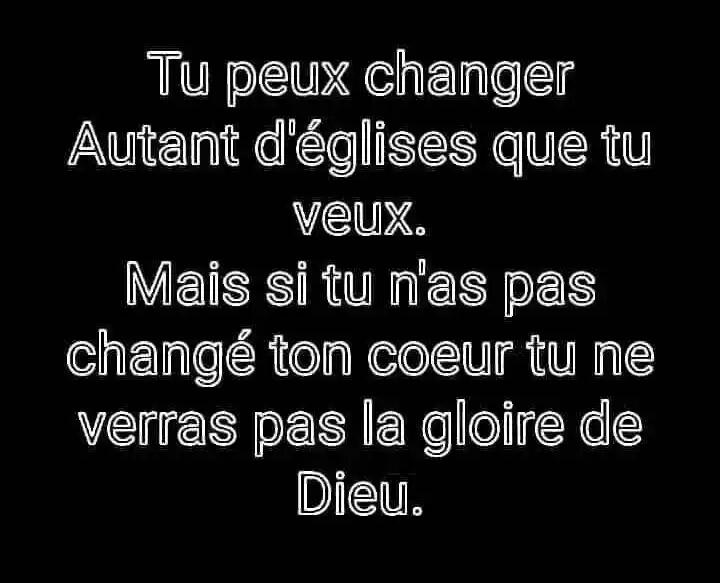 Tu peux changer
Autant d'églises que tu
veux.
Mais si tu n'as pas
changé ton coeur tu ne
verras pas la gloire de
Dieu.